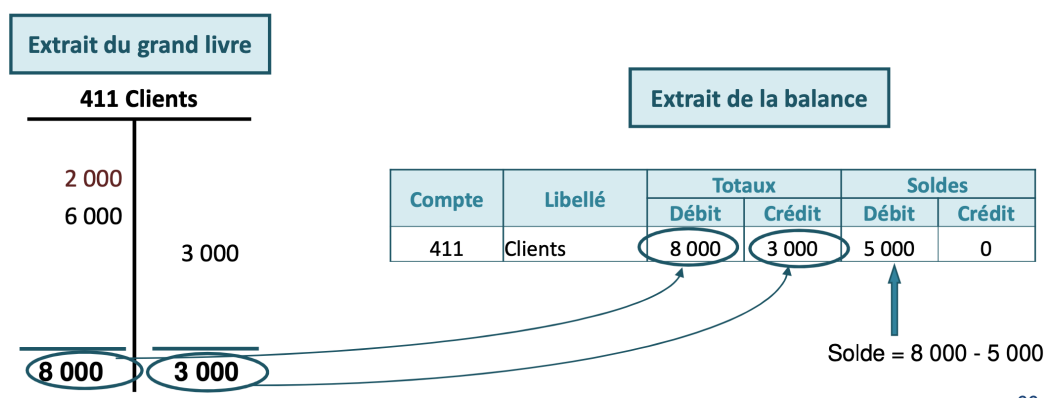 Extrait du grand livre
411 Clients
2 000
6 000
3 000
8 000 3 000
Extrait de la balance
Compte Libellé Totaux Soldes
Débit Crédit Débit Crédit
411 Clients 8 000 3 000 5 000 0
Solde = 8 000 - 5 000